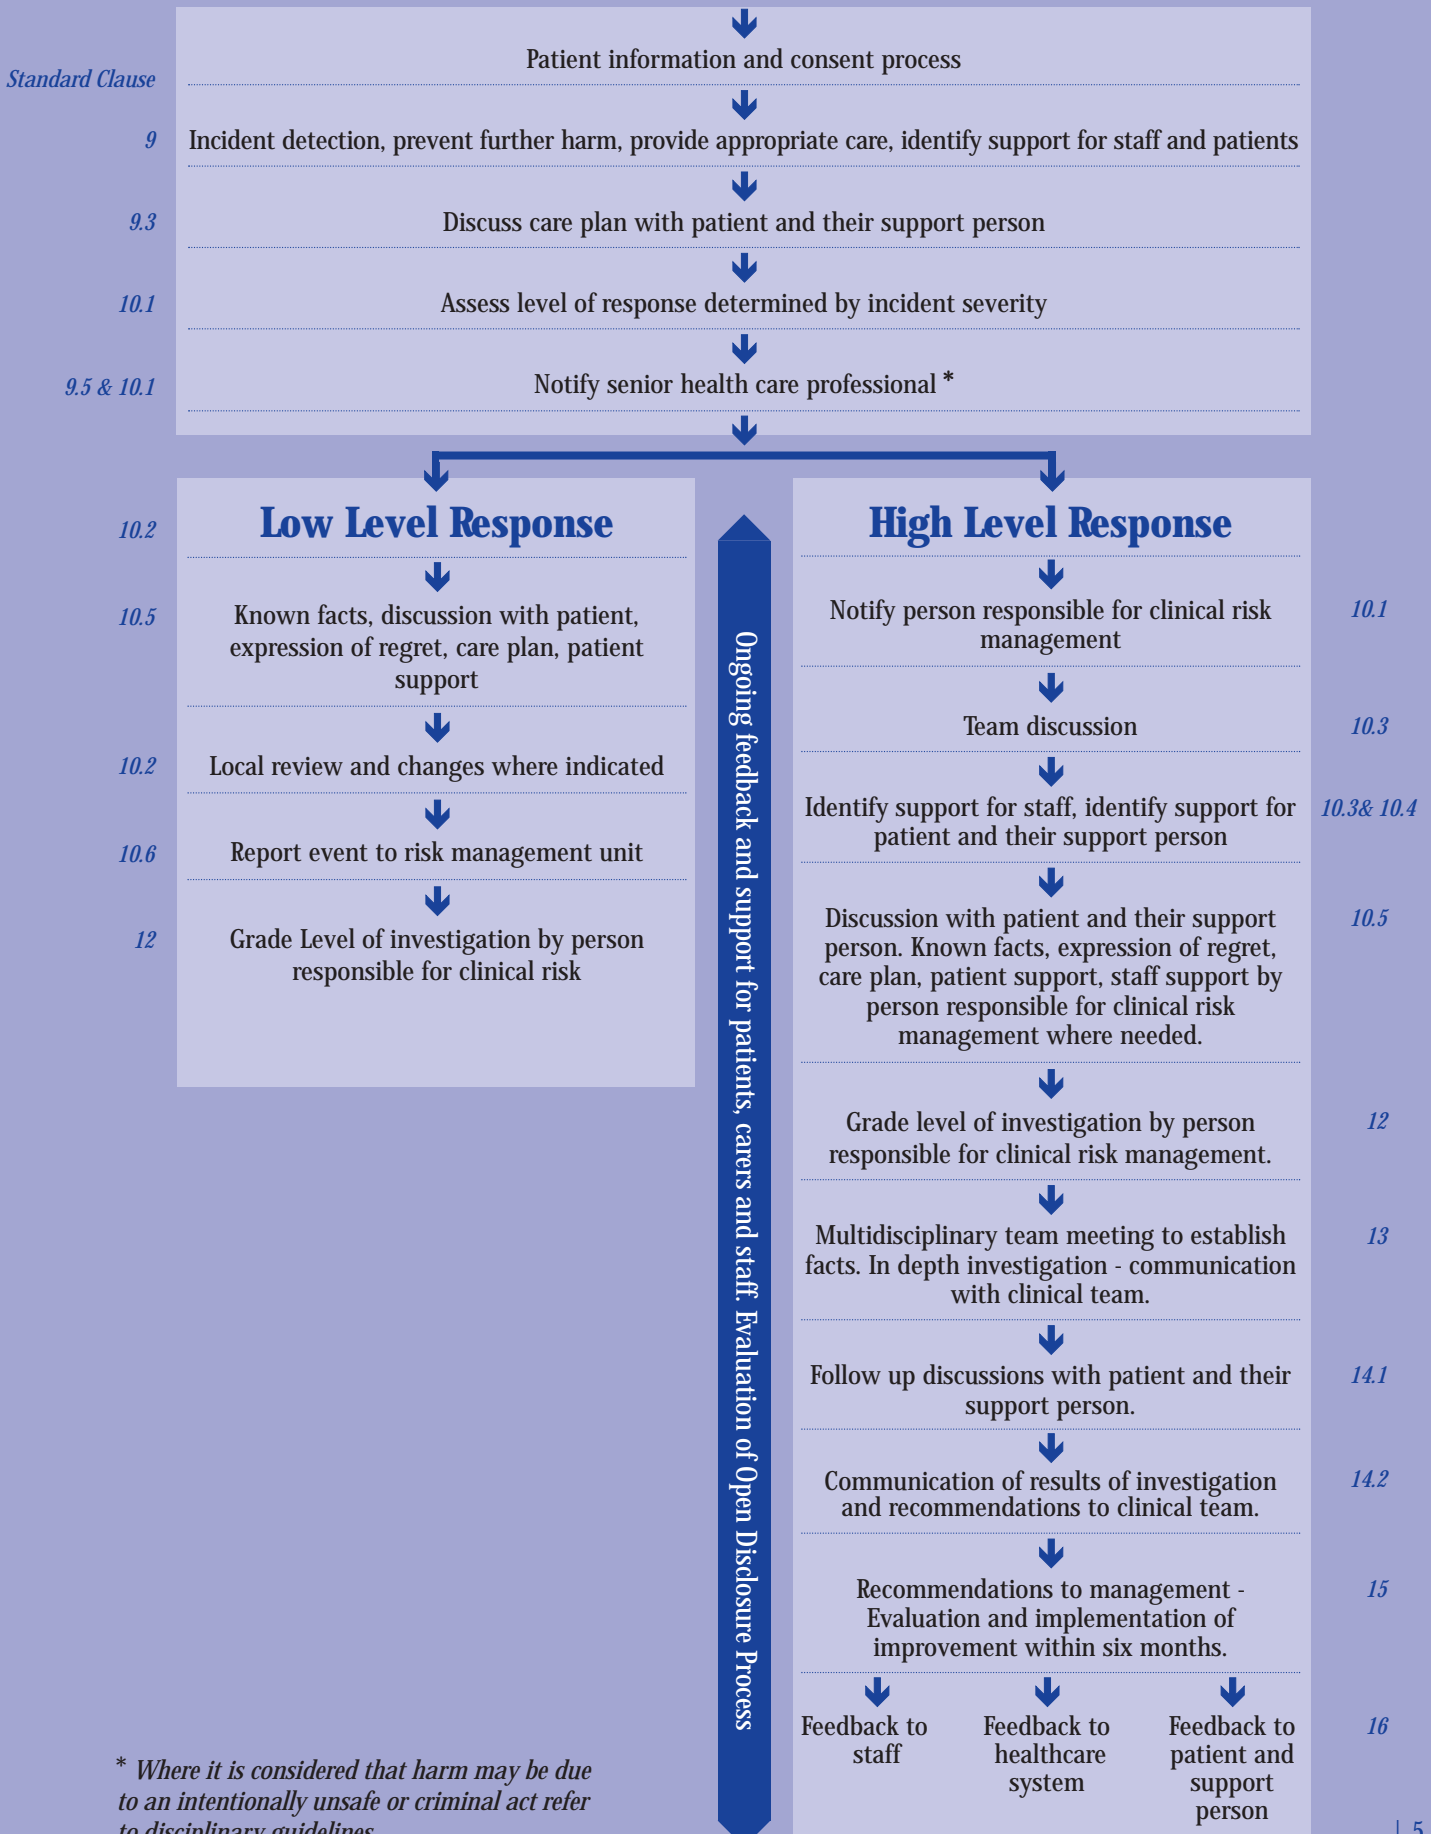 Patient information and consent process
Standard Clause
9 Incident detection, prevent further harm, provide appropriate care, identify support for staff and patients
9.3 Discuss care plan with patient and their support person
10.1 Assess level of response determined by incident severity
9.5 & 10.1 Notify senior health care professional *
10.2 Low Level Response
10.5 Known facts, discussion with patient,
expression of regret, care plan, patient
support
10.2 Local review and changes where indicated
10.6 Report event to risk management unit
12 Grade Level of investigation by person
responsible for clinical risk
Ongoing feedback and support for patients, carers and staff. Evaluation of Open Disclosure Process
High Level Response
Notify person responsible for clinical risk 10.1
management
Team discussion 10.3
Identify support for staff, identify support for 10.3& 10.4
patient and their support person
Discussion with patient and their support 10.5
person. Known facts, expression of regret,
care plan, patient support, staff support by
person responsible for clinical risk
management where needed.
Grade level of investigation by person 12
responsible for clinical risk management.
Multidisciplinary team meeting to establish 13
facts. In depth investigation - communication
with clinical team.
Follow up discussions with patient and their 14.1
support person.
Communication of results of investigation 14.2
and recommendations to clinical team.
Recommendations to management - 15
Evaluation and implementation of
improvement within six months.
Feedback to
staff
Feedback to
healthcare
system
Feedback to
patient and
support
person
16
* Where it is considered that harm may be due
to an intentionally unsafe or criminal act refer
to disciplinary guidelines
| 5